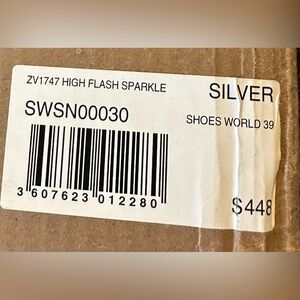 ZV1747 HIGH FLASH SPARKLE
SILVER
SWSN00030
SHOES WORLD 39
3 607623 012280
$448